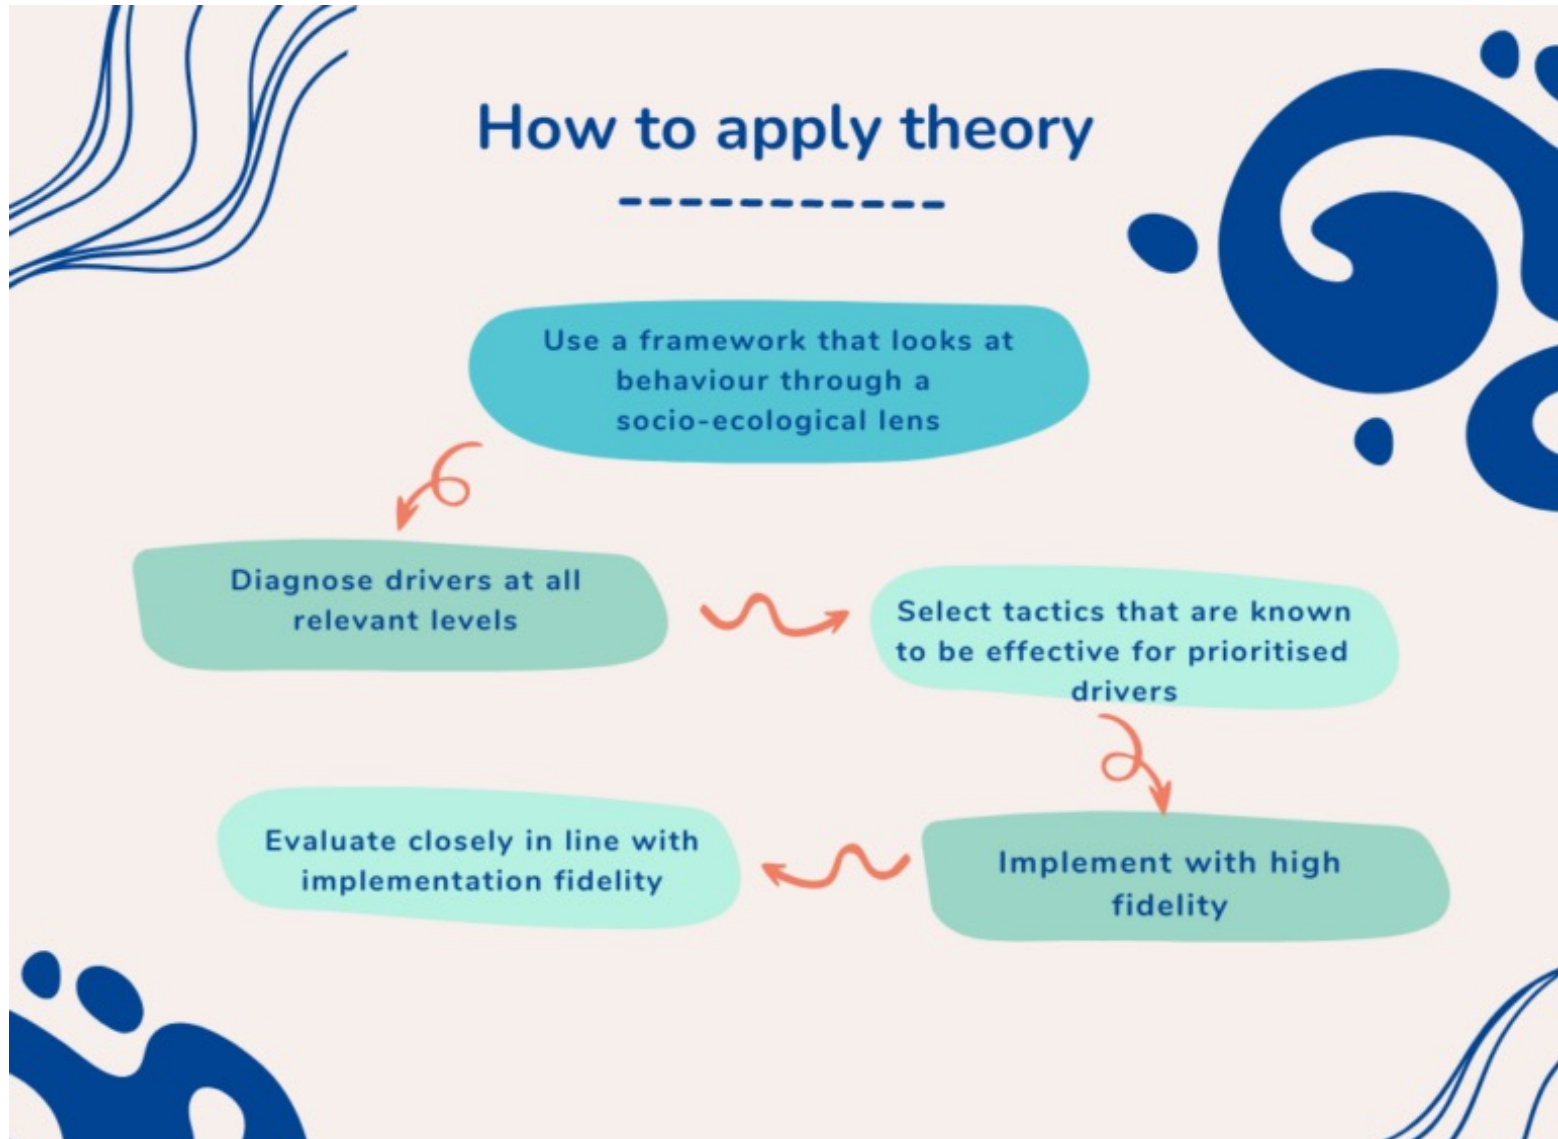 How to apply theory
Use a framework that looks at
behaviour through a
socio-ecological lens
Diagnose drivers at all
relevant levels
Select tactics that are known
to be effective for prioritised
drivers
Implement with high
fidelity
Evaluate closely in line with
implementation fidelity